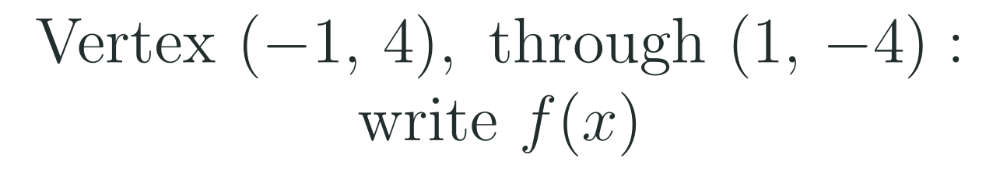 Vertex (−1, 4), through (1, −4) :
write f(x)